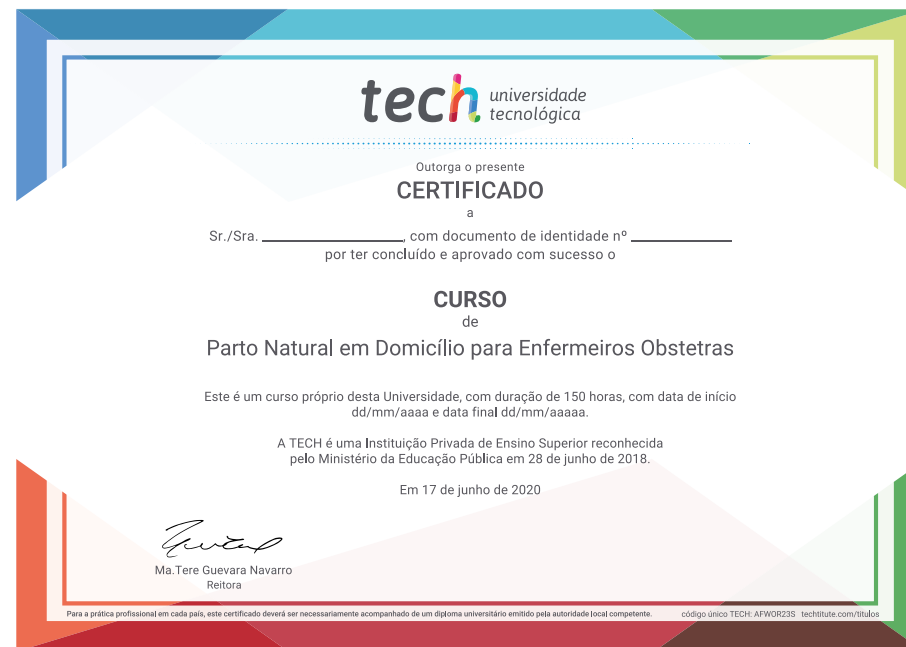 tech universidade
tecnológica
Outorga o presente
CERTIFICADO
a
Sr./Sra. ____________________, com documento de identidade nº ______________
por ter concluído e aprovado com sucesso o
CURSO
de
Parto Natural em Domicílio para Enfermeiros Obstetras
Este é um curso próprio desta Universidade, com duração de 150 horas, com data de início
dd/mm/aaaa e data final dd/mm/aaaaa.
A TECH é uma Instituição Privada de Ensino Superior reconhecida
pelo Ministério da Educação Pública em 28 de junho de 2018.
Em 17 de junho de 2020
Ma.Tere Guevara Navarro
Reitora
Para a prática profissional em cada país, este certificado deverá ser necessariamente acompanhado de um diploma universitário emitido pela autoridade local competente. código único TECH: AFWOR23S techtitute.com/titulos